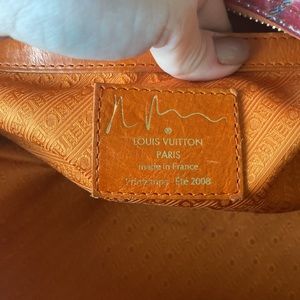 ®
LOUIS VUITTON
PARIS
made in France
Printemps - Été 2008